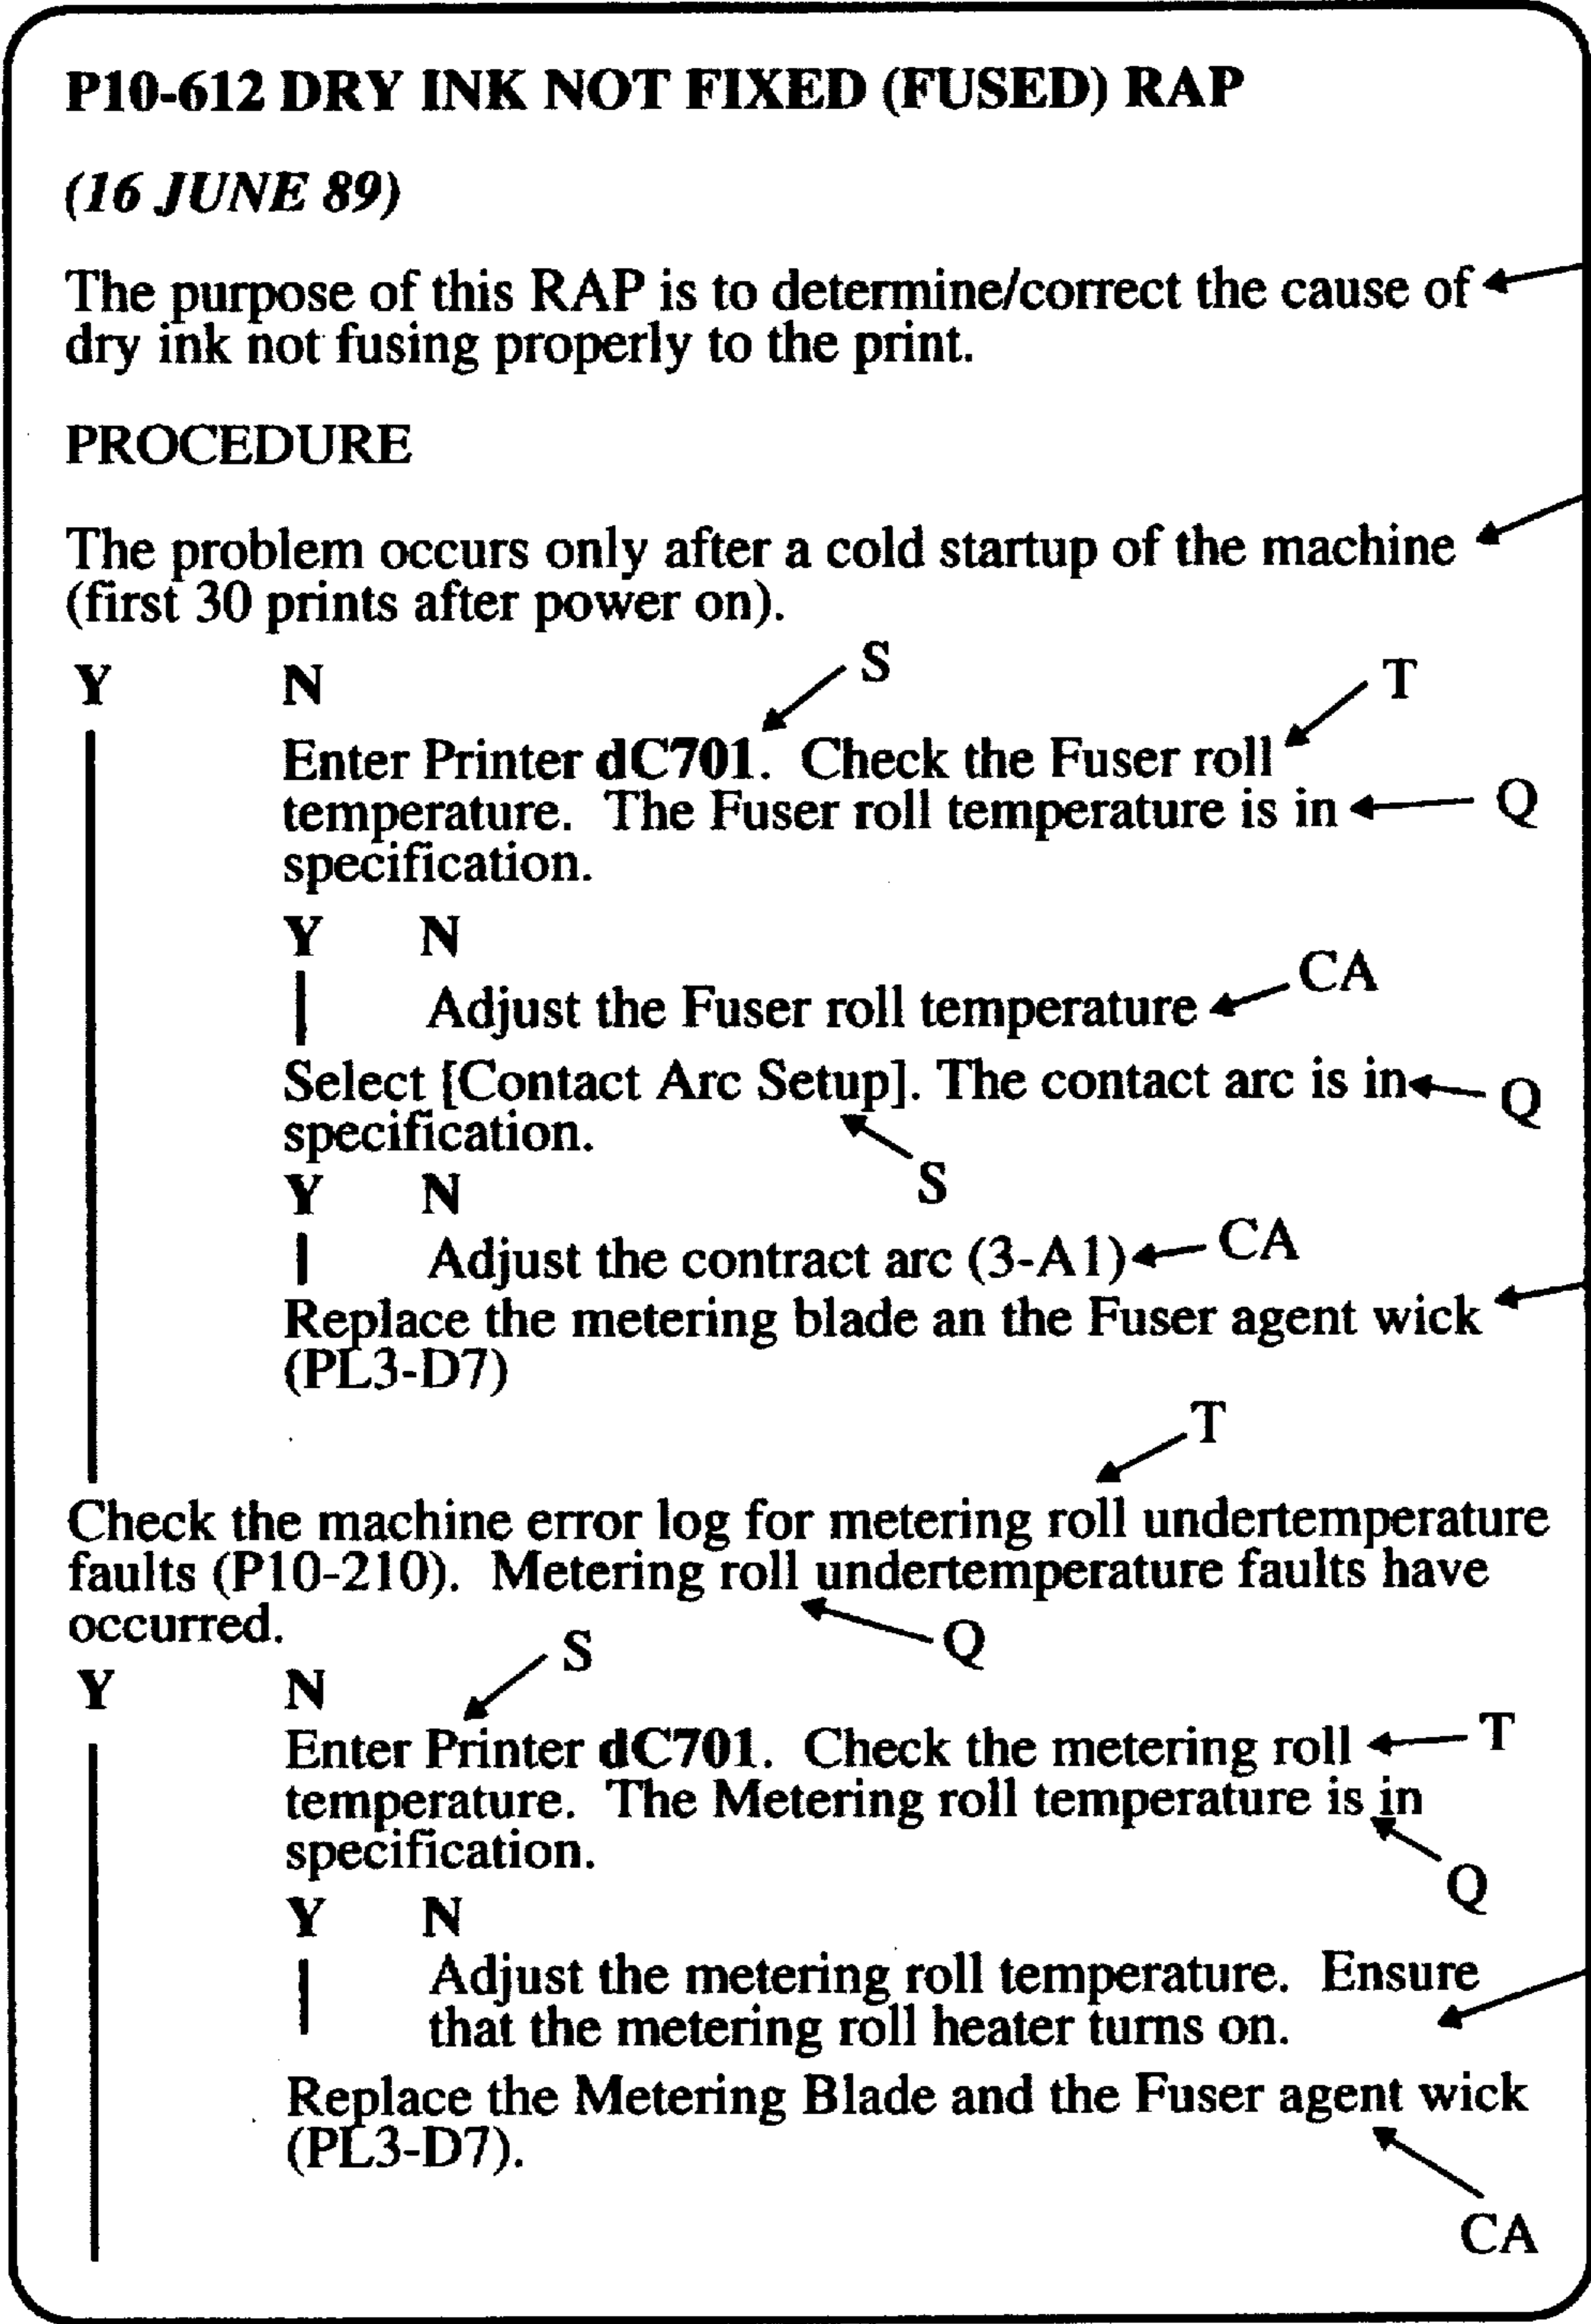 P10-612 DRY INK NOT FIXED (FUSED) RAP
(16 JUNE 89)
The purpose of this RAP is to determine/correct the cause of
dry ink not fusing properly to the print.
PROCEDURE
The problem occurs only after a cold startup of the machine
(first 30 prints after power on).
S
Y N T
Enter Printer dC701. Check the Fuser roll
temperature. The Fuser roll temperature is in Q
specification.
Y N
CA
Adjust the Fuser roll temperature
Select [Contact Arc Setup]. The contact arc is in Q
specification.
Y N S
Adjust the contract arc (3-A1) CA
Replace the metering blade an the Fuser agent wick
(PL3-D7)
T
Check the machine error log for metering roll undertemperature
faults (P10-210). Metering roll undertemperature faults have
occurred. Q
S
Y N
Enter Printer dC701. Check the metering roll T
temperature. The Metering roll temperature is in
specification.
Q
Y N
Adjust the metering roll temperature. Ensure
that the metering roll heater turns on.
Replace the Metering Blade and the Fuser agent wick
(PL3-D7).
CA